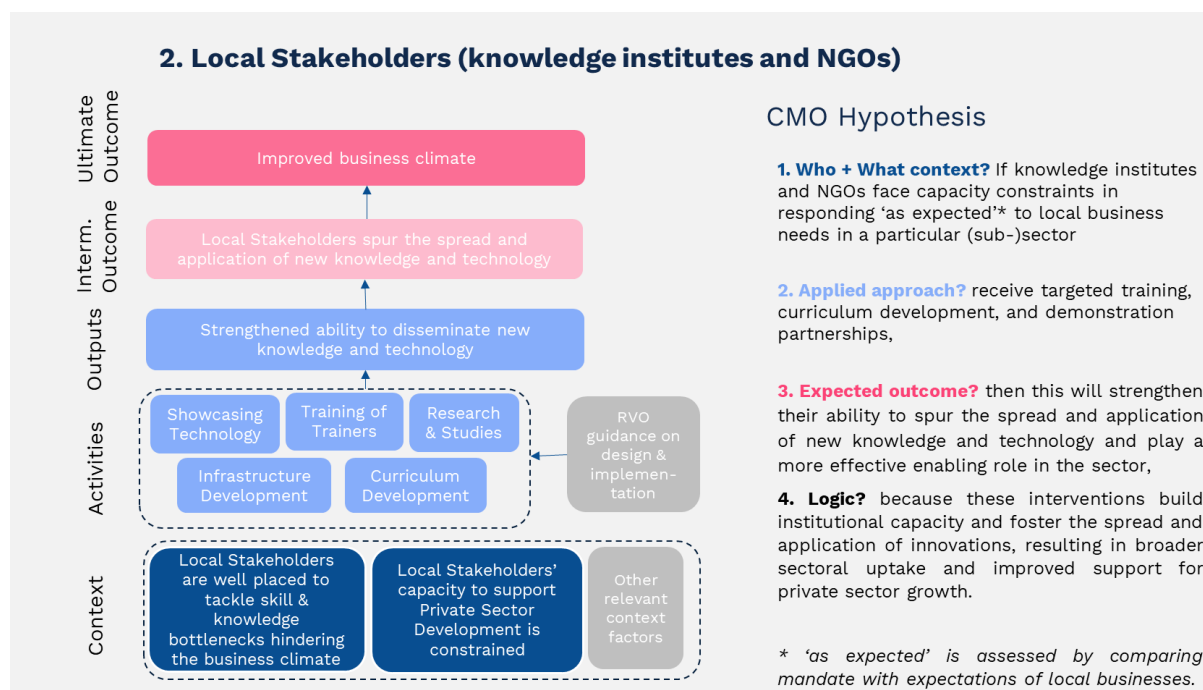 2. Local Stakeholders (knowledge institutes and NGOs)
Ultimate
Outcome
Improved business climate
Interm.
Outcome
Local Stakeholders spur the spread and
application of new knowledge and technology
Outputs
Strengthened ability to disseminate new
knowledge and technology
Activities
Showcasing
Technology
Training of
Trainers
Research
& Studies
Infrastructure
Development
Curriculum
Development
RVO
guidance on
design &
implemen-
tation
Context
Local Stakeholders
are well placed to
tackle skill &
knowledge
bottlenecks hindering
the business climate
Local Stakeholders’
capacity to support
Private Sector
Development is
constrained
Other
relevant
context
factors
CMO Hypothesis
1. Who + What context? If knowledge institutes
and NGOs face capacity constraints in
responding ‘as expected’* to local business
needs in a particular (sub-)sector
2. Applied approach? receive targeted training,
curriculum development, and demonstration
partnerships,
3. Expected outcome? then this will strengthen
their ability to spur the spread and application
of new knowledge and technology and play a
more effective enabling role in the sector,
4. Logic? because these interventions build
institutional capacity and foster the spread and
application of innovations, resulting in broader
sectoral uptake and improved support for
private sector growth.
* ‘as expected’ is assessed by comparing
mandate with expectations of local businesses.